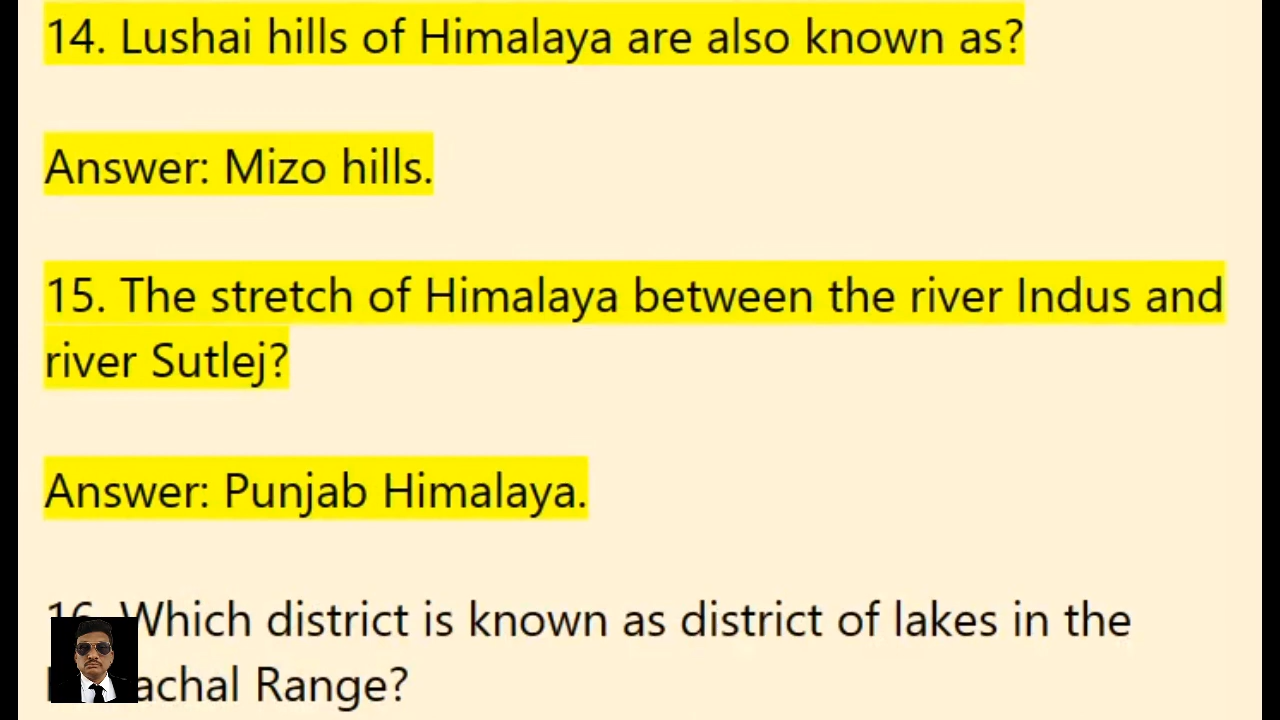 14. Lushai hills of Himalaya are also known as?
Answer: Mizo hills.
15. The stretch of Himalaya between the river Indus and
river Sutlej?
Answer: Punjab Himalaya.
16. Which district is known as district of lakes in the
Range?